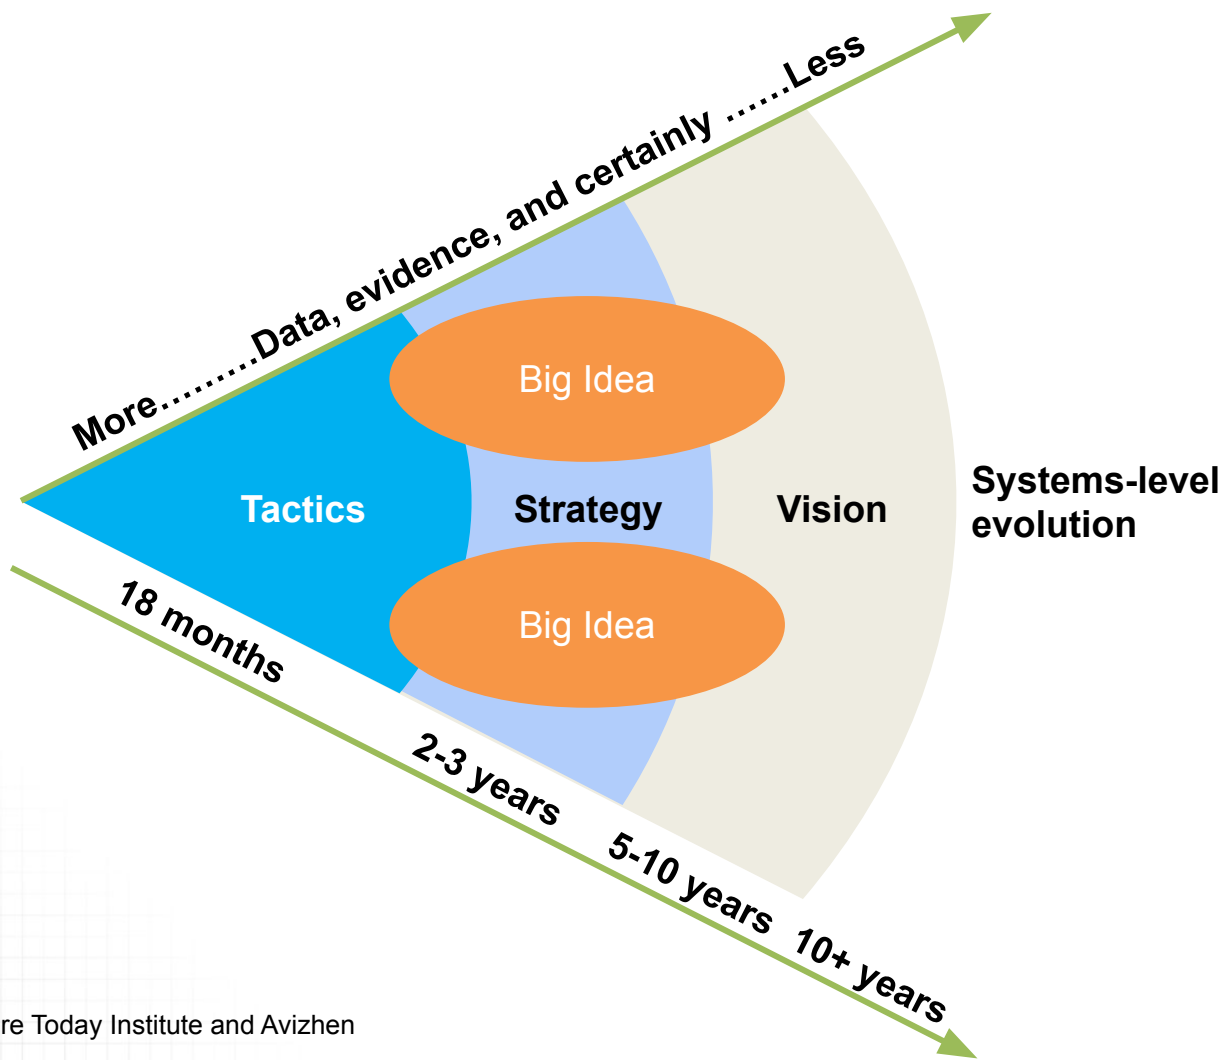 More.........Data, evidence, and certainly ......Less
Big Idea
Tactics
Strategy
Vision
Systems-level
evolution
Big Idea
18 months
2-3 years
5-10 years
10+ years
re Today Institute and Avizhen